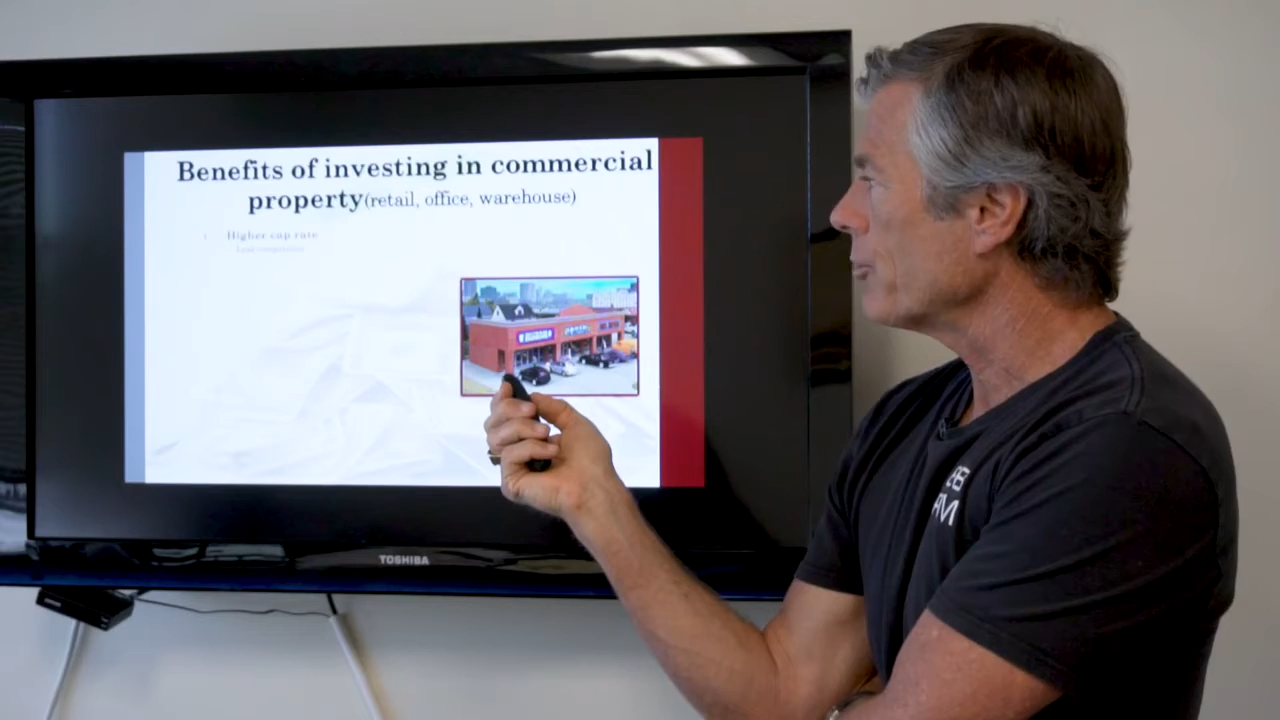 Benefits of investing in commercial
property(retail, office, warehouse)
Higher cap rate
TOSHIBA